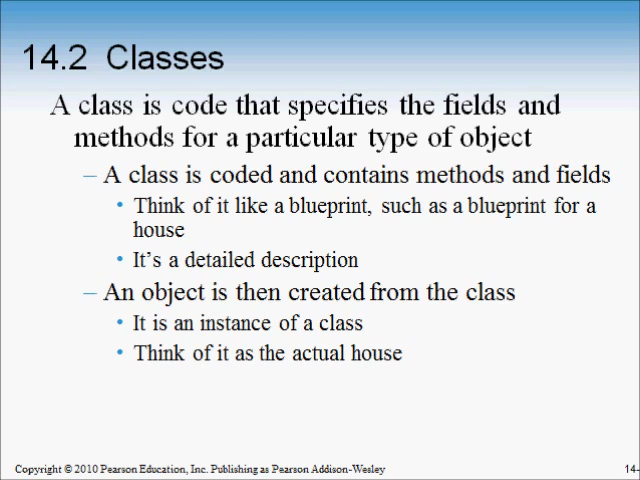 14.2 Classes
A class is code that specifies the fields and
methods for a particular type of object
– A class is coded and contains methods and fields
• Think of it like a blueprint, such as a blueprint for a
house
• It's a detailed description
– An object is then created from the class
• It is an instance of a class
• Think of it as the actual house
Copyright © 2010 Pearson Education, Inc. Publishing as Pearson Addison-Wesley
14-